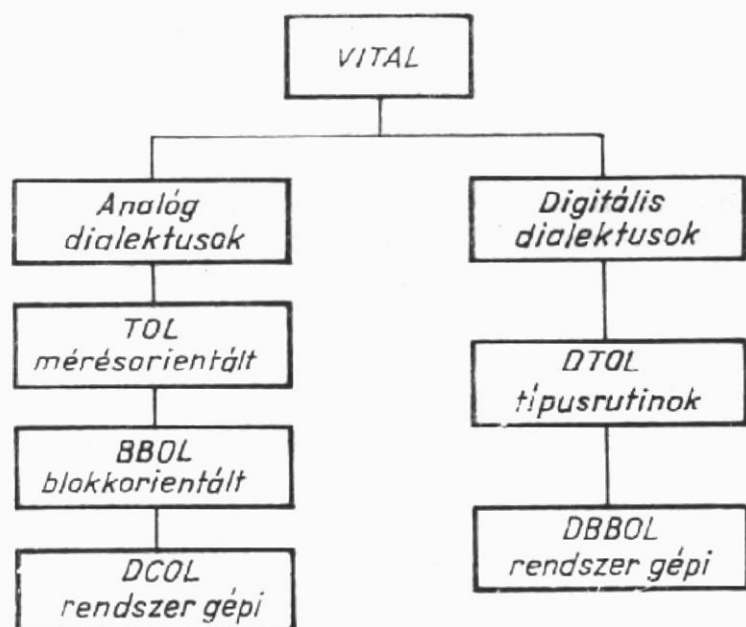 VITAL
Analóg
dialektusok
TOL
mérésorientált
BBOL
blokkorientált
DCOL
rendszer gépi
Digitális
dialektusok
DTOL
típusrutinok
DBBOL
rendszer gépi